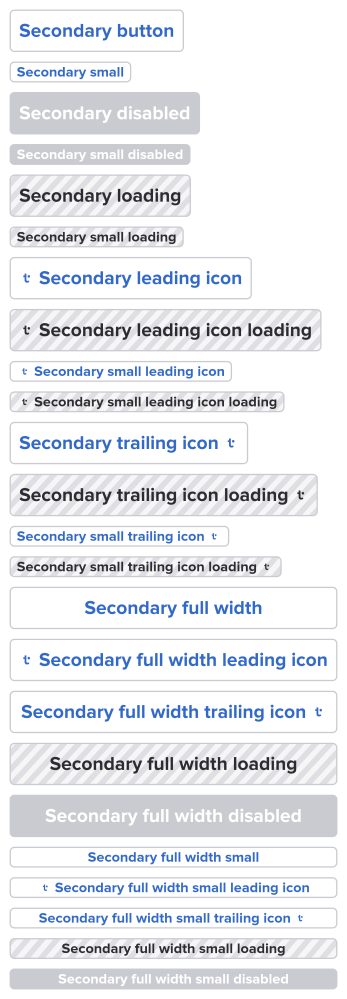 Secondary button
Secondary small
Secondary disabled
Secondary small disabled
Secondary loading
Secondary small loading
Secondary leading icon
Secondary leading icon loading
Secondary small leading icon
Secondary small leading icon loading
Secondary trailing icon
Secondary trailing icon loading
Secondary small trailing icon
Secondary small trailing icon loading
Secondary full width
Secondary full width leading icon
Secondary full width trailing icon
Secondary full width loading
Secondary full width disabled
Secondary full width small
Secondary full width small leading icon
Secondary full width small trailing icon
Secondary full width small loading
Secondary full width small disabled